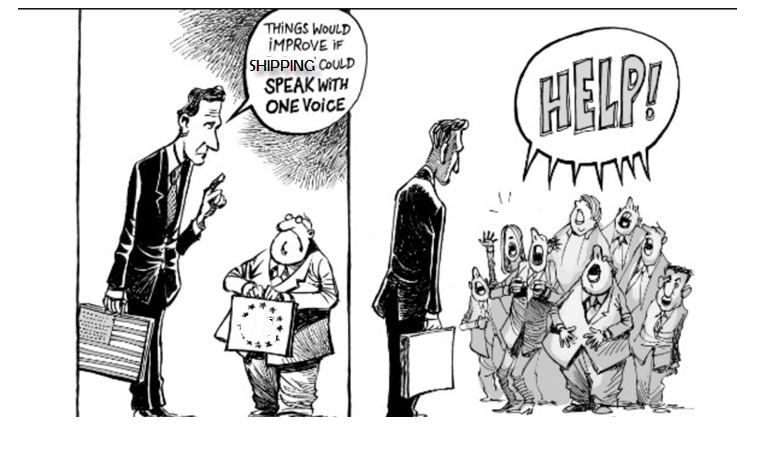 THINGS WOULD
IMPROVE IF
SHIPPING COULD
SPEAK WITH
ONE VOICE
HELP!